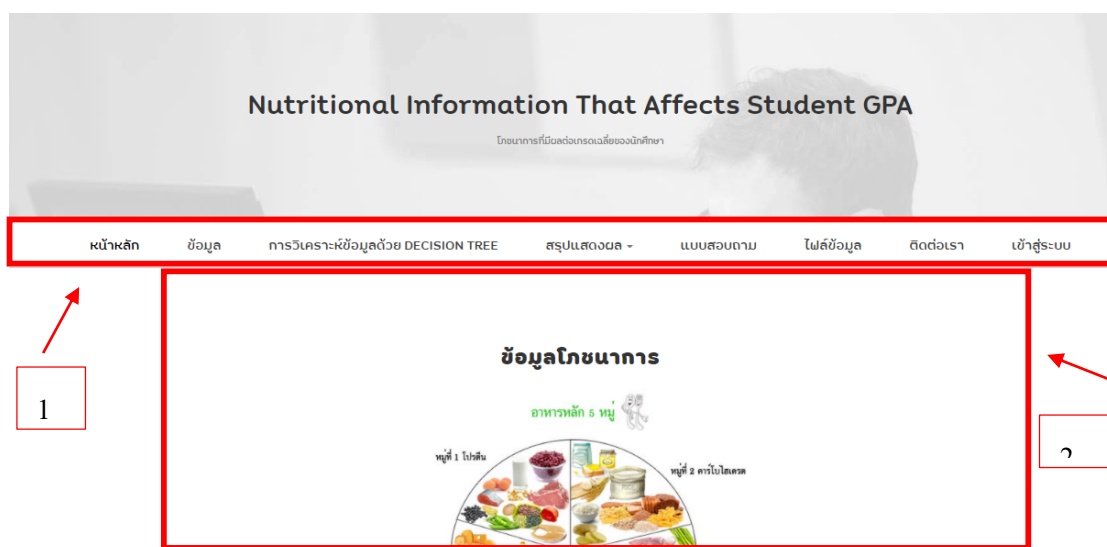 Nutritional Information That Affects Student GPA
โภชนาการที่มีผลต่อเกรดเฉลี่ยของนักศึกษา
หน้าหลัก ข้อมูล การวิเคราะห์ข้อมูลด้วย DECISION TREE สรุปแสดงผล แบบสอบถาม ไฟล์ข้อมูล ติดต่อเรา เข้าสู่ระบบ
1
ข้อมูลโภชนาการ
อาหารหลัก 5 หมู่
หมู่ที่ 1 โปรตีน
หมู่ที่ 2 คาร์โบไฮเดรต